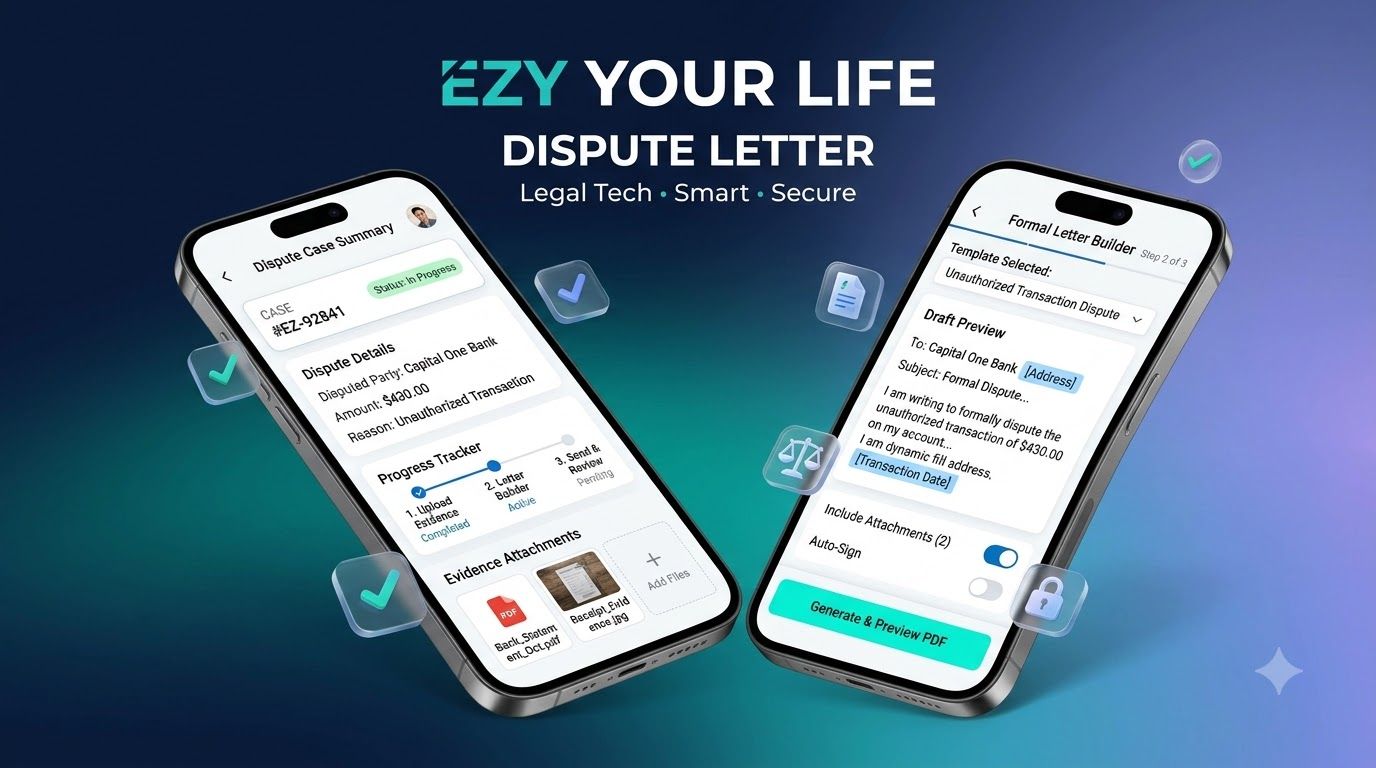 EZY YOUR LIFE
DISPUTE LETTER
Legal Tech • Smart • Secure
Dispute Case Summary
Status: In Progress
CASE
#EZ-92841
Dispute Details
Disputed Party: Capital One Bank
Amount: $430.00
Reason: Unauthorized Transaction
Progress Tracker
1. Upload
Evidence
Completed
2. Letter
Active
3. Send &
Review
Pending
Evidence Attachments
PDF
ent_Oct.pdf
Receipt_Evid
ence.jpg
Add Files
Formal Letter Builder
Step 2 of 3
Template Selected:
Unauthorized Transaction Dispute
Draft Preview
To: Capital One Bank [Address]
Subject: Formal Dispute...
I am writing to formally dispute the
unauthorized transaction of $430.00
on my account...
I am dynamic fill address.
[Transaction Date]
Include Attachments (2)
Auto-Sign
Generate & Preview PDF